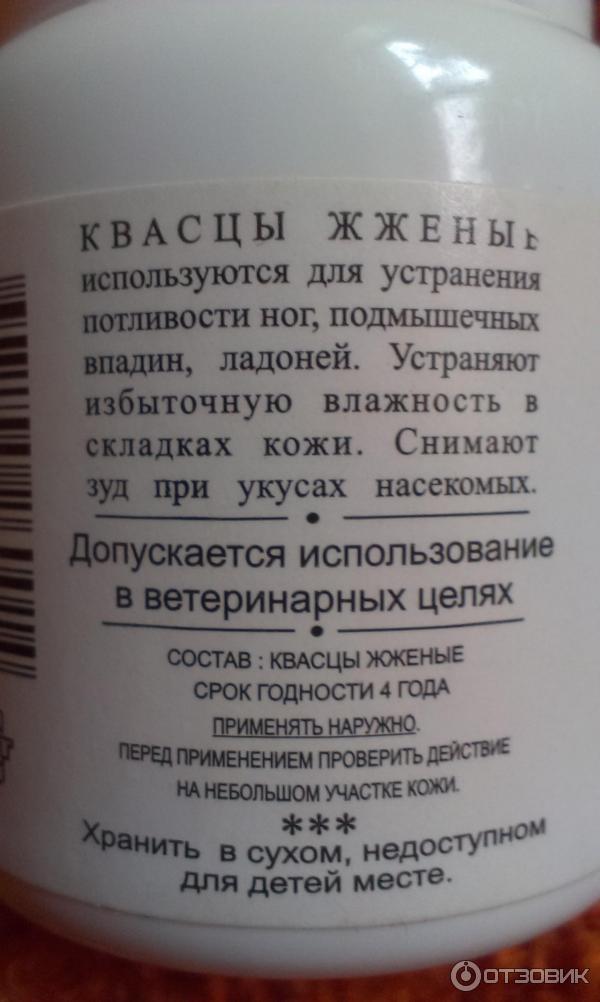 КВАСЦЫ ЖЖЕНЫЕ
используются для устранения
потливости ног, подмышечных
впадин, ладоней. Устраняют
избыточную влажность в
складках кожи. Снимают
зуд при укусах насекомых.
Допускается использование
в ветеринарных целях
СОСТАВ : КВАСЦЫ ЖЖЕНЫЕ
СРОК ГОДНОСТИ 4 ГОДА
ПРИМЕНЯТЬ НАРУЖНО.
ПЕРЕД ПРИМЕНЕНИЕМ ПРОВЕРИТЬ ДЕЙСТВИЕ
НА НЕБОЛЬШОМ УЧАСТКЕ КОЖИ.
***
Хранить в сухом, недоступном
для детей месте.
ОТЗОВИК